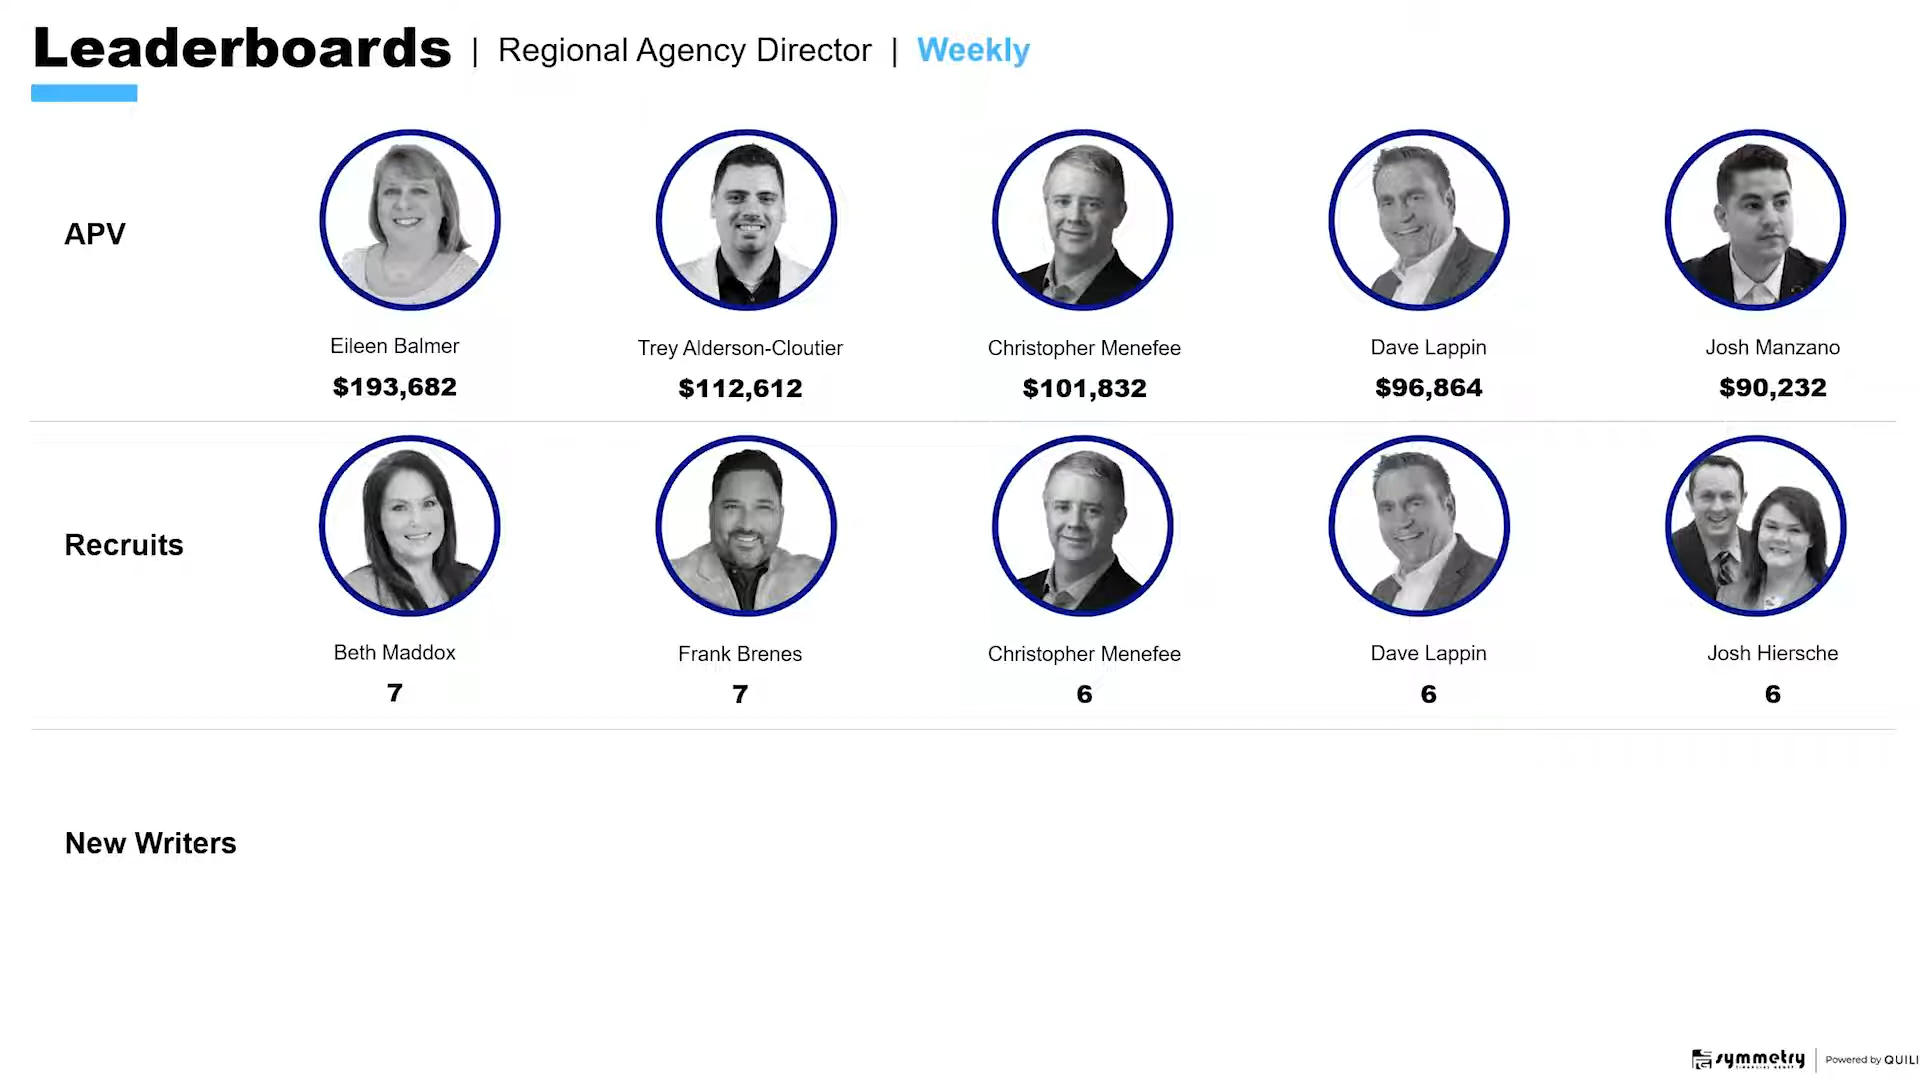 Leaderboards | Regional Agency Director | Weekly
APV
Eileen Balmer
$193,682
Trey Alderson-Cloutier
$112,612
Christopher Menefee
$101,832
Dave Lappin
$96,864
Josh Manzano
$90,232
Recruits
Beth Maddox
7
Frank Brenes
7
Christopher Menefee
6
Dave Lappin
6
Josh Hiersche
6
New Writers
symmetry
FINANCIAL GROUP
Powered by QUILI